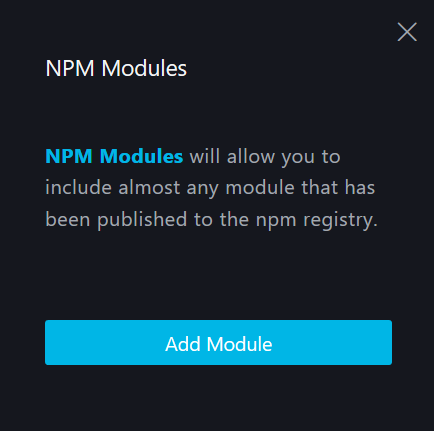 NPM Modules
NPM Modules will allow you to
include almost any module that has
been published to the npm registry.
Add Module